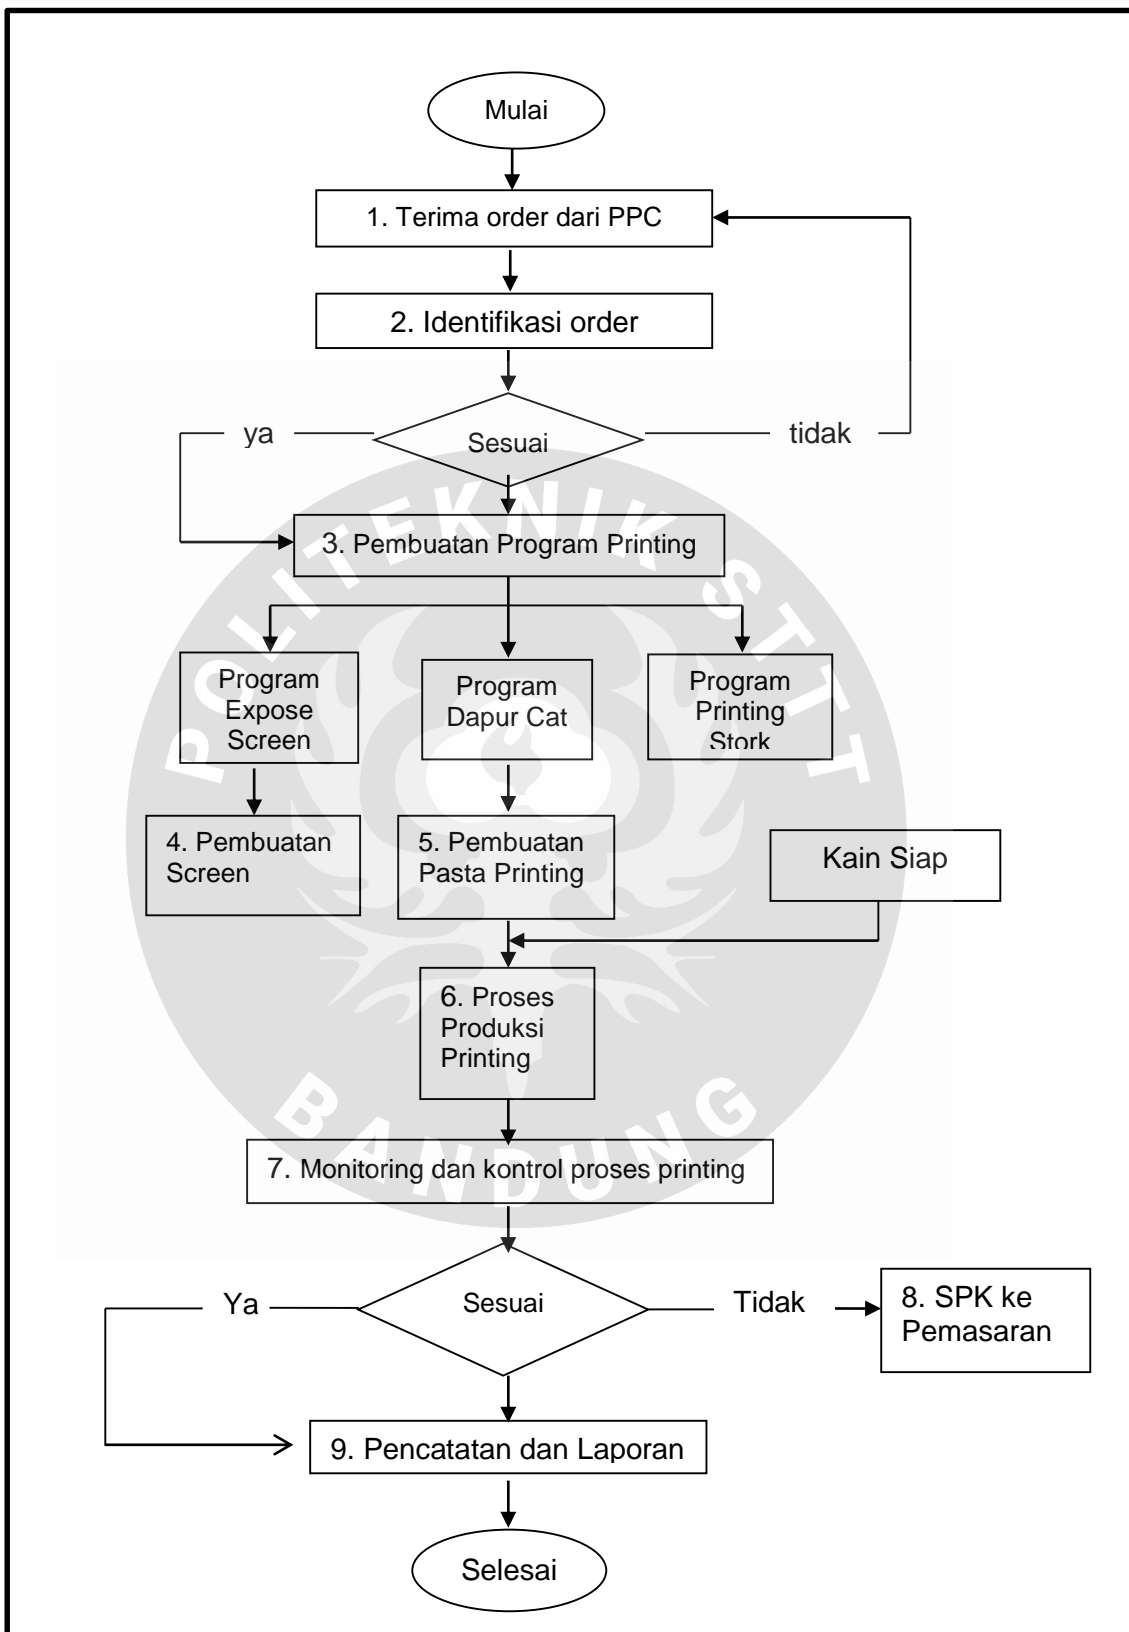 Mulai
1. Terima order dari PPC
2. Identifikasi order
ya
Sesuai
tidak
3. Pembuatan Program Printing
Program
Expose
Screen
Program
Dapur Cat
Program
Printing
Stork
4. Pembuatan
Screen
5. Pembuatan
Pasta Printing
Kain Siap
6. Proses
Produksi
Printing
7. Monitoring dan kontrol proses printing
Ya
Sesuai
Tidak
8. SPK ke
Pemasaran
9. Pencatatan dan Laporan
Selesai
POLITEKNIK STTT
BANDUNG